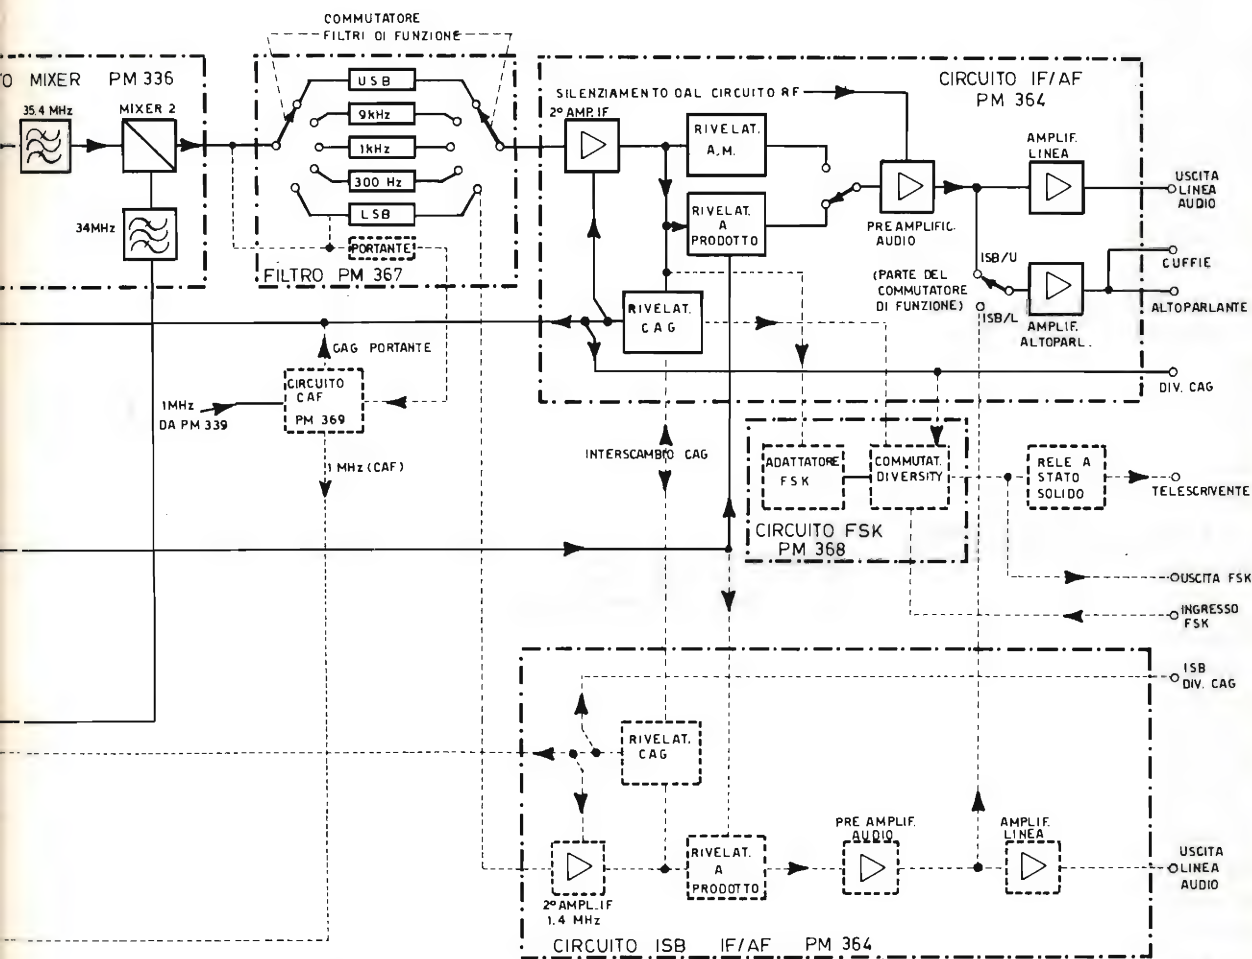 COMMUTATORE
FILTRI DI FUNZIONE
TO MIXER PM 336
35.4 MHz
MIXER 2
34MHz
USB
9kHz
1kHz
300 Hz
LSB
PORTANTE
FILTRO PM 367
CIRCUITO IF/AF
PM 364
SILENZIAMENTO DAL CIRCUITO RF
2º AMP. IF
RIVELAT.
A.M.
RIVELAT.
A
PRODOTTO
PREAMPLIFIC.
AUDIO
AMPLIF.
LINEA
USCITA
LINEA
AUDIO
ISB/U
(PARTE DEL
COMMUTATORE
DI FUNZIONE)
ISB/L
AMPLIF.
ALTOPARL.
CUFFIE
ALTOPARLANTE
RIVELAT.
CAG
DIV. CAG
CAG PORTANTE
CIRCUITO
CAF
PM 369
1MHz
DA PM 339
1 MHz (CAF)
INTERSCAMBIO CAG
ADATTATORE
FSK
COMMUTAT.
DIVERSITY
CIRCUITO FSK
PM 368
RELE A
STATO
SOLIDO
TELESCRIVENTE
USCITA FSK
INGRESSO
FSK
ISB
DIV. CAG
RIVELAT.
CAG
2º AMPL. IF
1.4 MHz
RIVELAT.
A
PRODOTTO
PRE AMPLIF.
AUDIO
AMPLIF.
LINEA
USCITA
LINEA
AUDIO
CIRCUITO ISB IF/AF PM 364